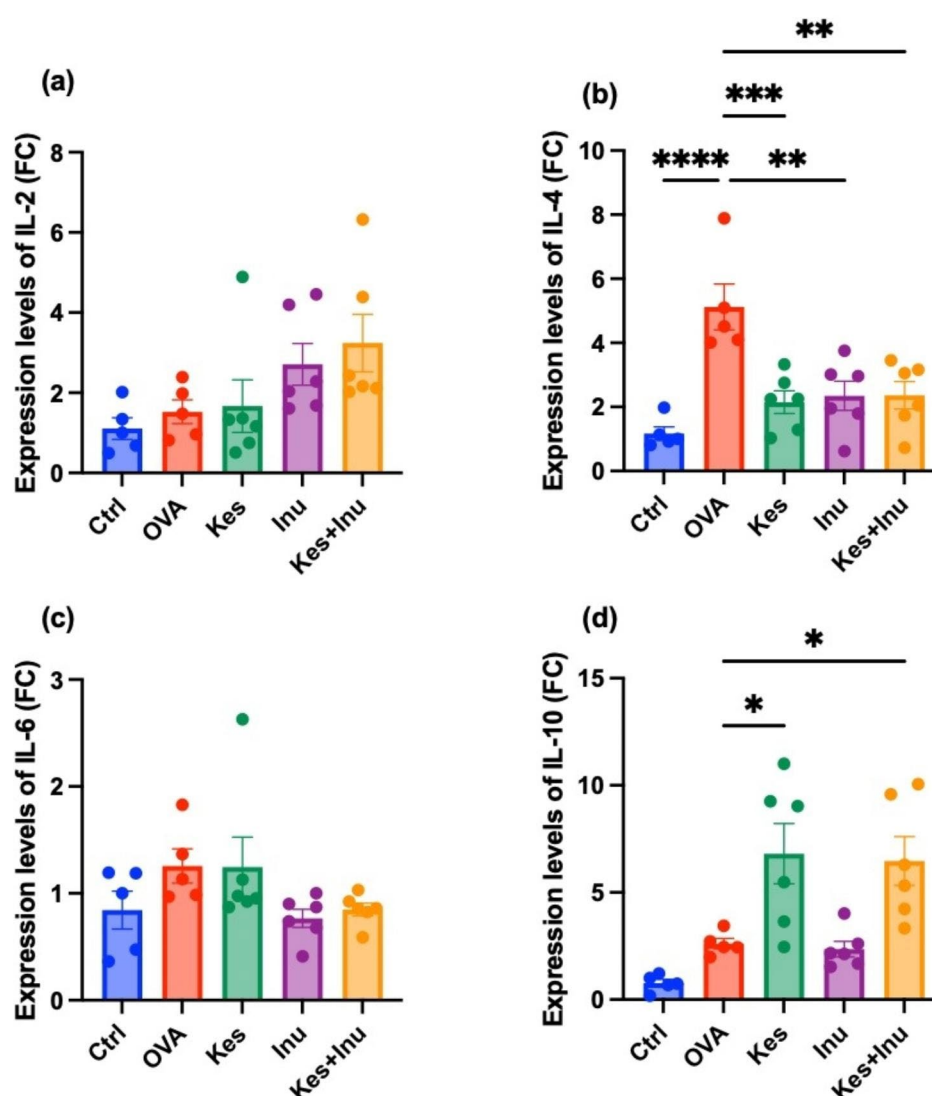 (a)
Expression levels of IL-2 (FC)
8
6
4
2
0
Ctrl
OVA
Kes
Inu
Kes+Inu
(b)
**
***
**** **
Expression levels of IL-4 (FC)
10
8
6
4
2
0
Ctrl
OVA
Kes
Inu
Kes+Inu
(c)
Expression levels of IL-6 (FC)
3
2
1
0
Ctrl
OVA
Kes
Inu
Kes+Inu
(d)
*
*
Expression levels of IL-10 (FC)
15
10
5
0
Ctrl
OVA
Kes
Inu
Kes+Inu